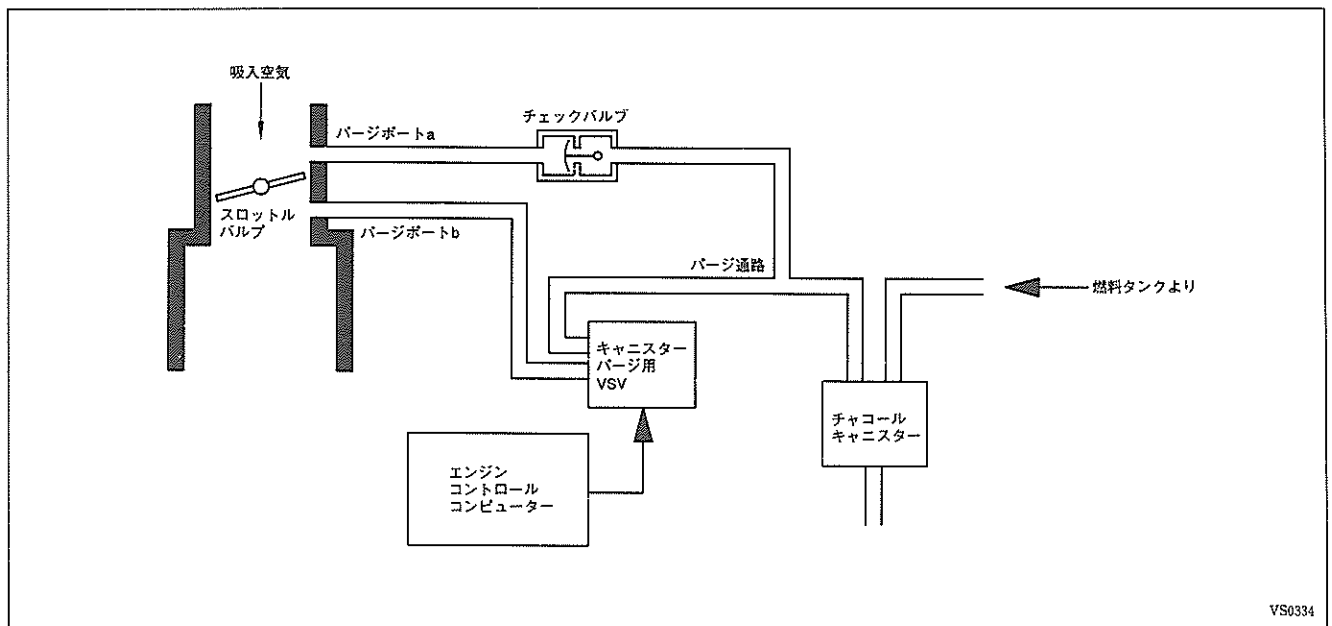 吸入空気
チェックバルブ
パージポートa
スロットル
バルブ
パージポートb
パージ通路
燃料タンクより
キャニスター
パージ用
VSV
チャコール
キャニスター
エンジン
コントロール
コンピューター
VS0334